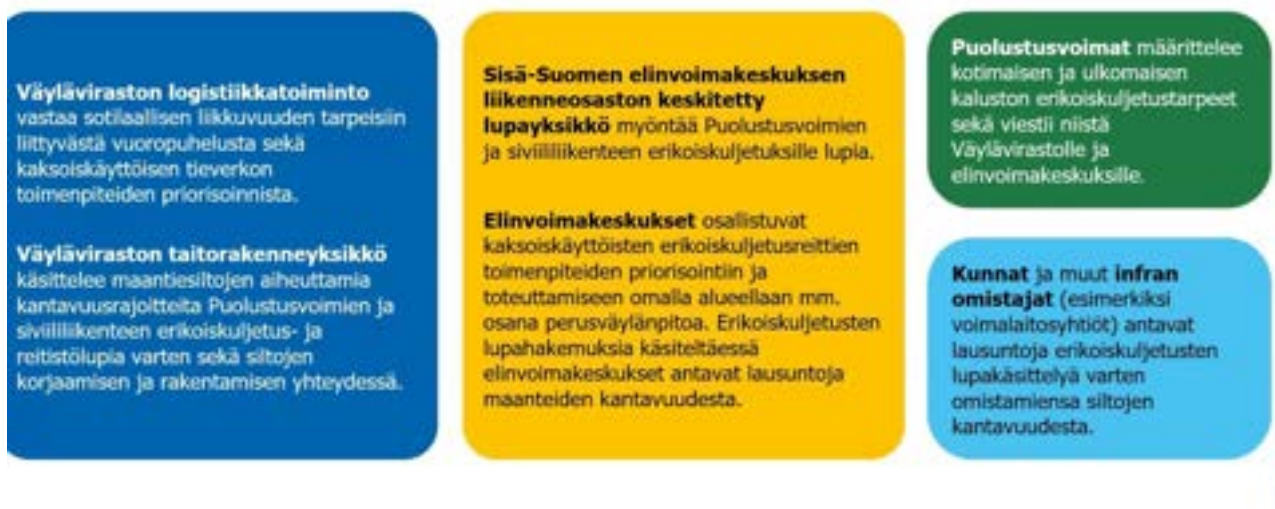 Väyläviraston logistiikkatoiminto
vastaa sotilaallisen liikkuvuuden tarpeisiin
liittyvästä vuoropuhelusta sekä
kaksoiskäyttöisen tieverkon
toimenpiteiden priorisoinnista.
Väyläviraston taitorakenneyksikkö
käsittelee maantiesiltojen aiheuttamia
kantavuusrajoitteita Puolustusvoimien ja
siviililiikenteen erikoiskuljetus- ja
reitistölupia varten sekä siltojen
korjaamisen ja rakentamisen yhteydessä.
Sisä-Suomen elinvoimakeskuksen
liikenneosaston keskitetty
lupayksikkö myöntää Puolustusvoimien
ja siviililiikenteen erikoiskuljetuksille lupia.
Elinvoimakeskukset osallistuvat
kaksoiskäyttöisten erikoiskuljetusreittien
toimenpiteiden priorisointiin ja
toteuttamiseen omalla alueellaan mm.
osana perusväylänpitoa. Erikoiskuljetusten
lupahakemuksia käsiteltäessä
elinvoimakeskukset antavat lausuntoja
maanteiden kantavuudesta.
Puolustusvoimat määrittelee
kotimaisen ja ulkomaisen
kaluston erikoiskuljetustarpeet
sekä viestii niistä
Väylävirastolle ja
elinvoimakeskuksille.
Kunnat ja muut infran
omistajat (esimerkiksi
voimalaitosyhtiöt) antavat
lausuntoja erikoiskuljetusten
lupakäsittelyä varten
omistamiensa siltojen
kantavuudesta.